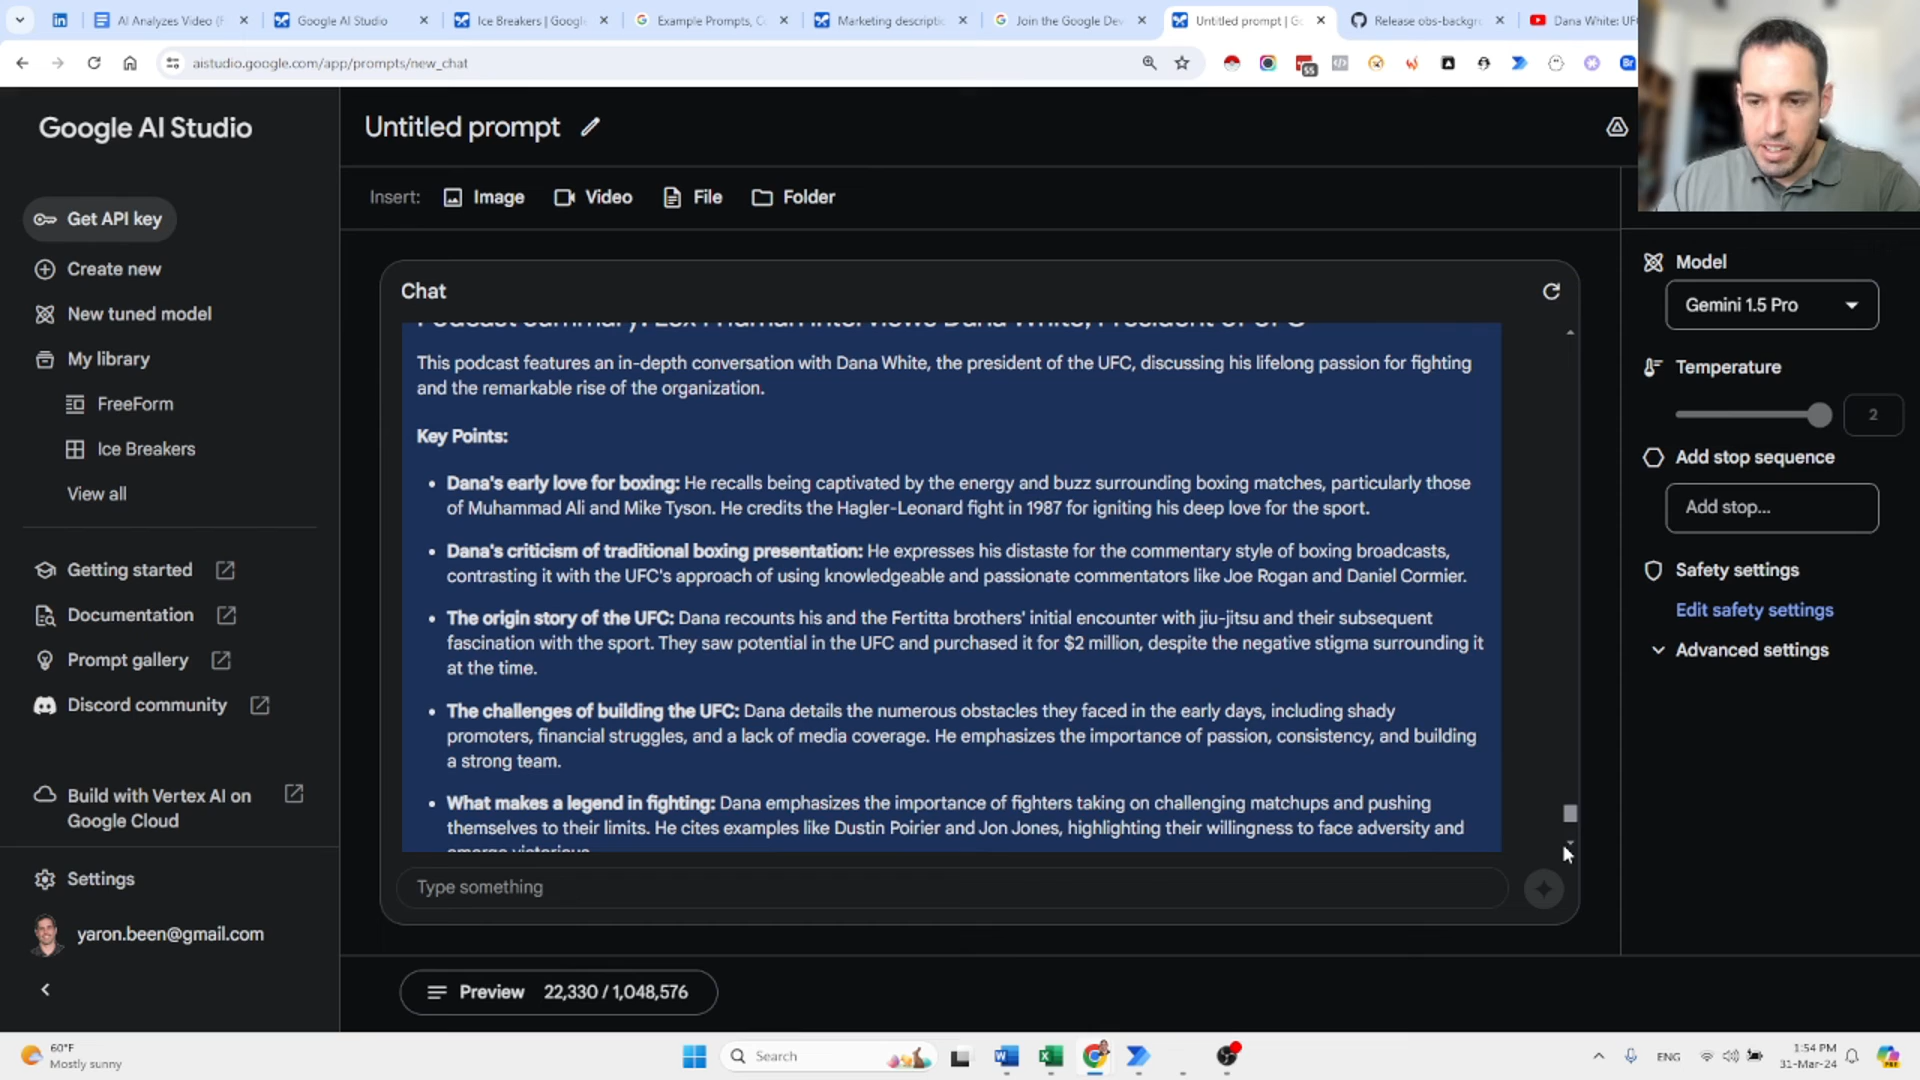 AI Analyzes Video (F
Google AI Studio
Ice Breakers | Googl
Example Prompts, C
Marketing descripti
Join the Google Dev
Untitled prompt | G
Release obs-backgr
Dana White: UF
aistudio.google.com/app/prompts/new_chat
55
Br
Google AI Studio
Untitled prompt
Insert: Image Video File Folder
Get API key
Create new
New tuned model
My library
FreeForm
Ice Breakers
View all
Getting started
Documentation
Prompt gallery
Discord community
Build with Vertex AI on
Google Cloud
Settings
yaron.been@gmail.com
Chat
Podcast Summary: Lex Fridman Interviews Dana White, President of UFC
This podcast features an in-depth conversation with Dana White, the president of the UFC, discussing his lifelong passion for fighting
and the remarkable rise of the organization.
Key Points:
• Dana's early love for boxing: He recalls being captivated by the energy and buzz surrounding boxing matches, particularly those
of Muhammad Ali and Mike Tyson. He credits the Hagler-Leonard fight in 1987 for igniting his deep love for the sport.
• Dana's criticism of traditional boxing presentation: He expresses his distaste for the commentary style of boxing broadcasts,
contrasting it with the UFC's approach of using knowledgeable and passionate commentators like Joe Rogan and Daniel Cormier.
• The origin story of the UFC: Dana recounts his and the Fertitta brothers' initial encounter with jiu-jitsu and their subsequent
fascination with the sport. They saw potential in the UFC and purchased it for $2 million, despite the negative stigma surrounding it
at the time.
• The challenges of building the UFC: Dana details the numerous obstacles they faced in the early days, including shady
promoters, financial struggles, and a lack of media coverage. He emphasizes the importance of passion, consistency, and building
a strong team.
• What makes a legend in fighting: Dana emphasizes the importance of fighters taking on challenging matchups and pushing
themselves to their limits. He cites examples like Dustin Poirier and Jon Jones, highlighting their willingness to face adversity and
emerge victorious.
Type something
Preview 22,330 / 1,048,576
Model
Gemini 1.5 Pro
Temperature
2
Add stop sequence
Add stop...
Safety settings
Edit safety settings
Advanced settings
60°F
Mostly sunny
Search
ENG
1:54 PM
31-Mar-24